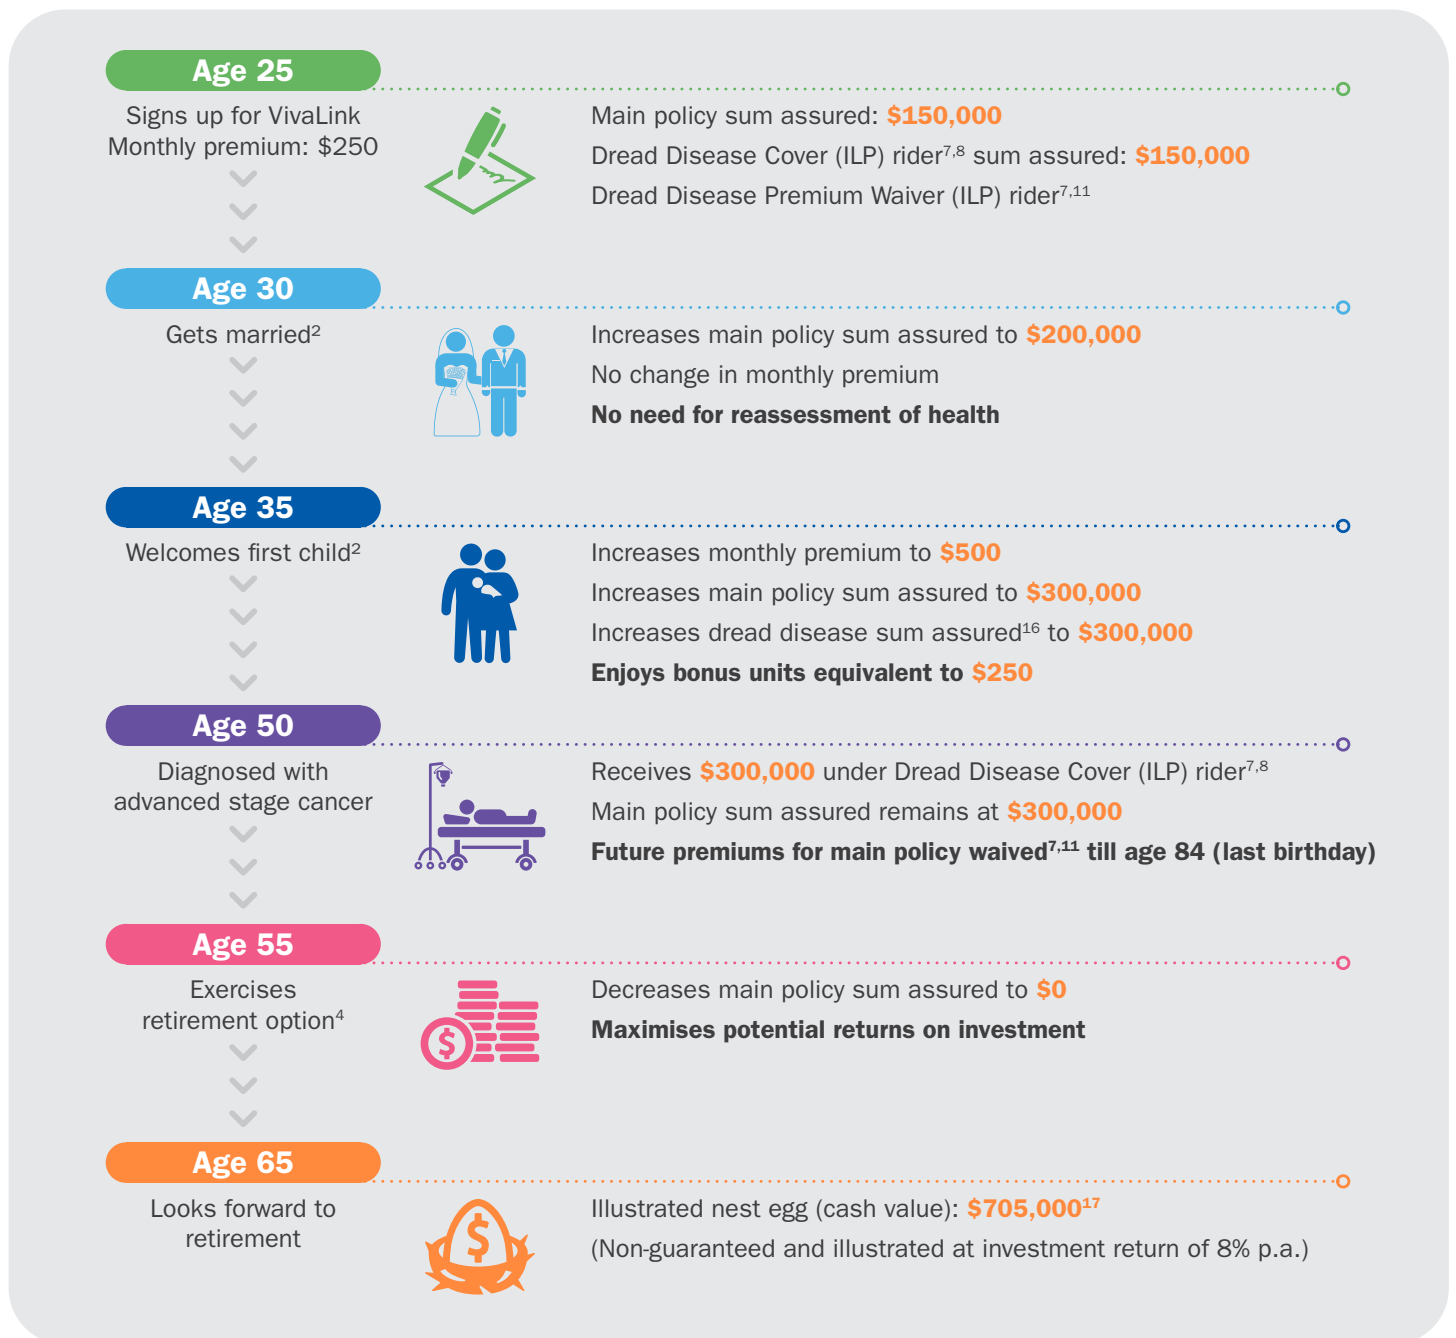 Age 25
Signs up for VivaLink
Monthly premium: $250
Main policy sum assured: $150,000
Dread Disease Cover (ILP) rider7,8 sum assured: $150,000
Dread Disease Premium Waiver (ILP) rider7,11
Age 30
Gets married2
Increases main policy sum assured to $200,000
No change in monthly premium
No need for reassessment of health
Age 35
Welcomes first child2
Increases monthly premium to $500
Increases main policy sum assured to $300,000
Increases dread disease sum assured16 to $300,000
Enjoys bonus units equivalent to $250
Age 50
Diagnosed with
advanced stage cancer
Receives $300,000 under Dread Disease Cover (ILP) rider7,8
Main policy sum assured remains at $300,000
Future premiums for main policy waived7,11 till age 84 (last birthday)
Age 55
Exercises
retirement option4
$
Decreases main policy sum assured to $0
Maximises potential returns on investment
Age 65
Looks forward to
retirement
$
Illustrated nest egg (cash value): $705,00017
(Non-guaranteed and illustrated at investment return of 8% p.a.)